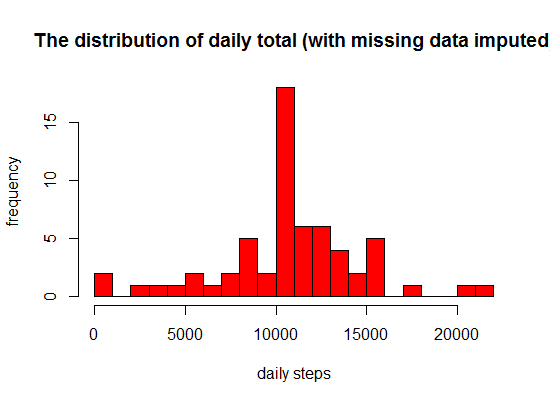 The distribution of daily total (with missing data imputed
frequency
15
10
5
0
0 5000 10000 15000 20000
daily steps